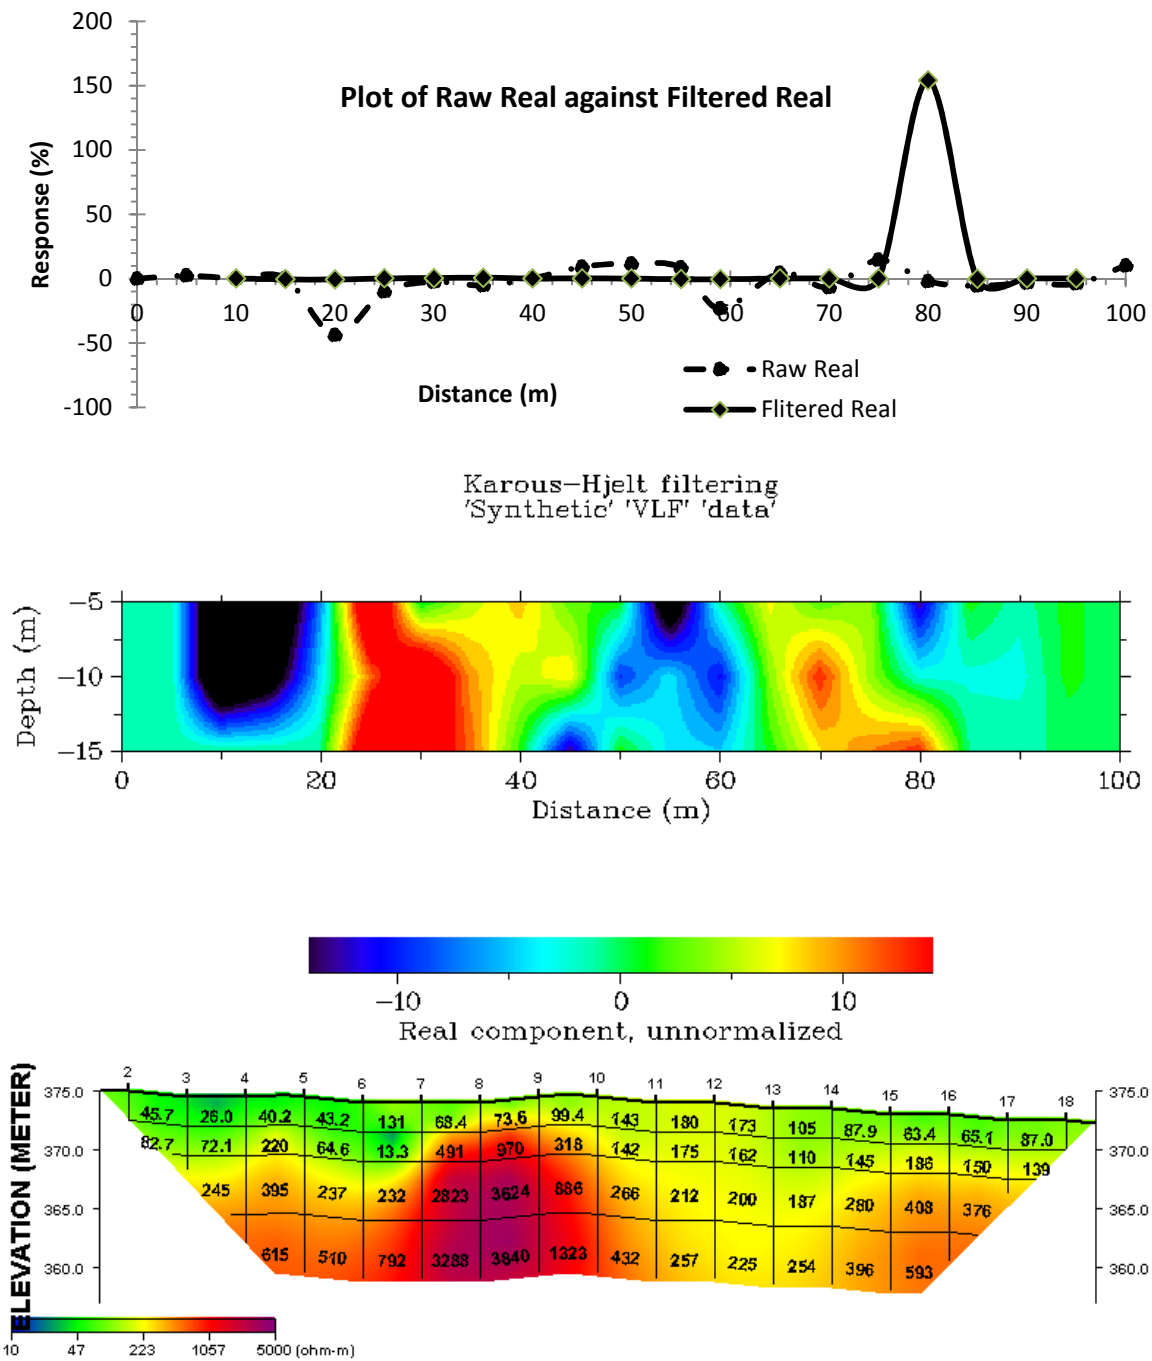 200
150
100
50
0
-50
-100
Response (%)
Plot of Raw Real against Filtered Real
0 10 20 30 40 50 60 70 80 90 100
Distance (m)
Raw Real
Flitered Real
Karous-Hjelt filtering
'Synthetic' 'VLF' 'data'
Depth (m)
-5
-10
-15
0 20 40 60 80 100
Distance (m)
-10 0 10
Real component, unnormalized
ELEVATION (METER)
2 3 4 5 6 7 8 9 10 11 12 13 14 15 16 17 18
375.0 375.0
45.7 26.0 40.2 43.2 131 68.4 73.6 99.4 143 180 173 105 87.9 63.4 65.1 87.0
370.0 370.0
82.7 72.1 220 64.6 13.3 491 970 318 142 175 162 110 145 186 150 139
245 395 237 232 2823 3624 886 266 212 200 187 280 408 376
365.0 365.0
615 510 792 3288 3840 1323 432 257 225 254 396 593
360.0 360.0
10 47 223 1057 5000 (ohm-m)